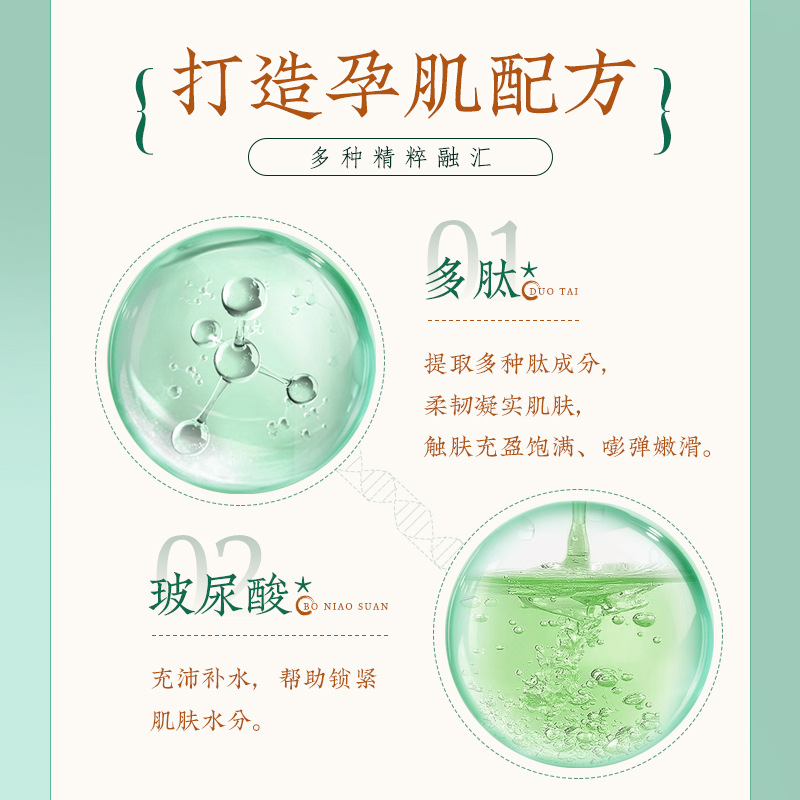 打造孕肌配方
多种精粹融汇
01
多肽*
DUO TAI
提取多种肽成分，
柔韧凝实肌肤，
触肤充盈饱满、嘭弹嫩滑。
02
玻尿酸*
BO NIAO SUAN
充沛补水，帮助锁紧
肌肤水分。